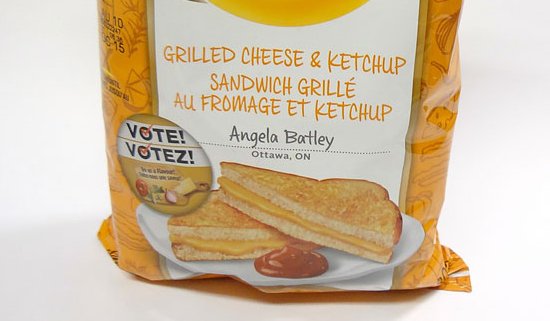 GRILLED CHEESE & KETCHUP
SANDWICH GRILLÉ
AU FROMAGE ET KETCHUP
Angela Batley
Ottawa, ON
VOTE!
VOTEZ!